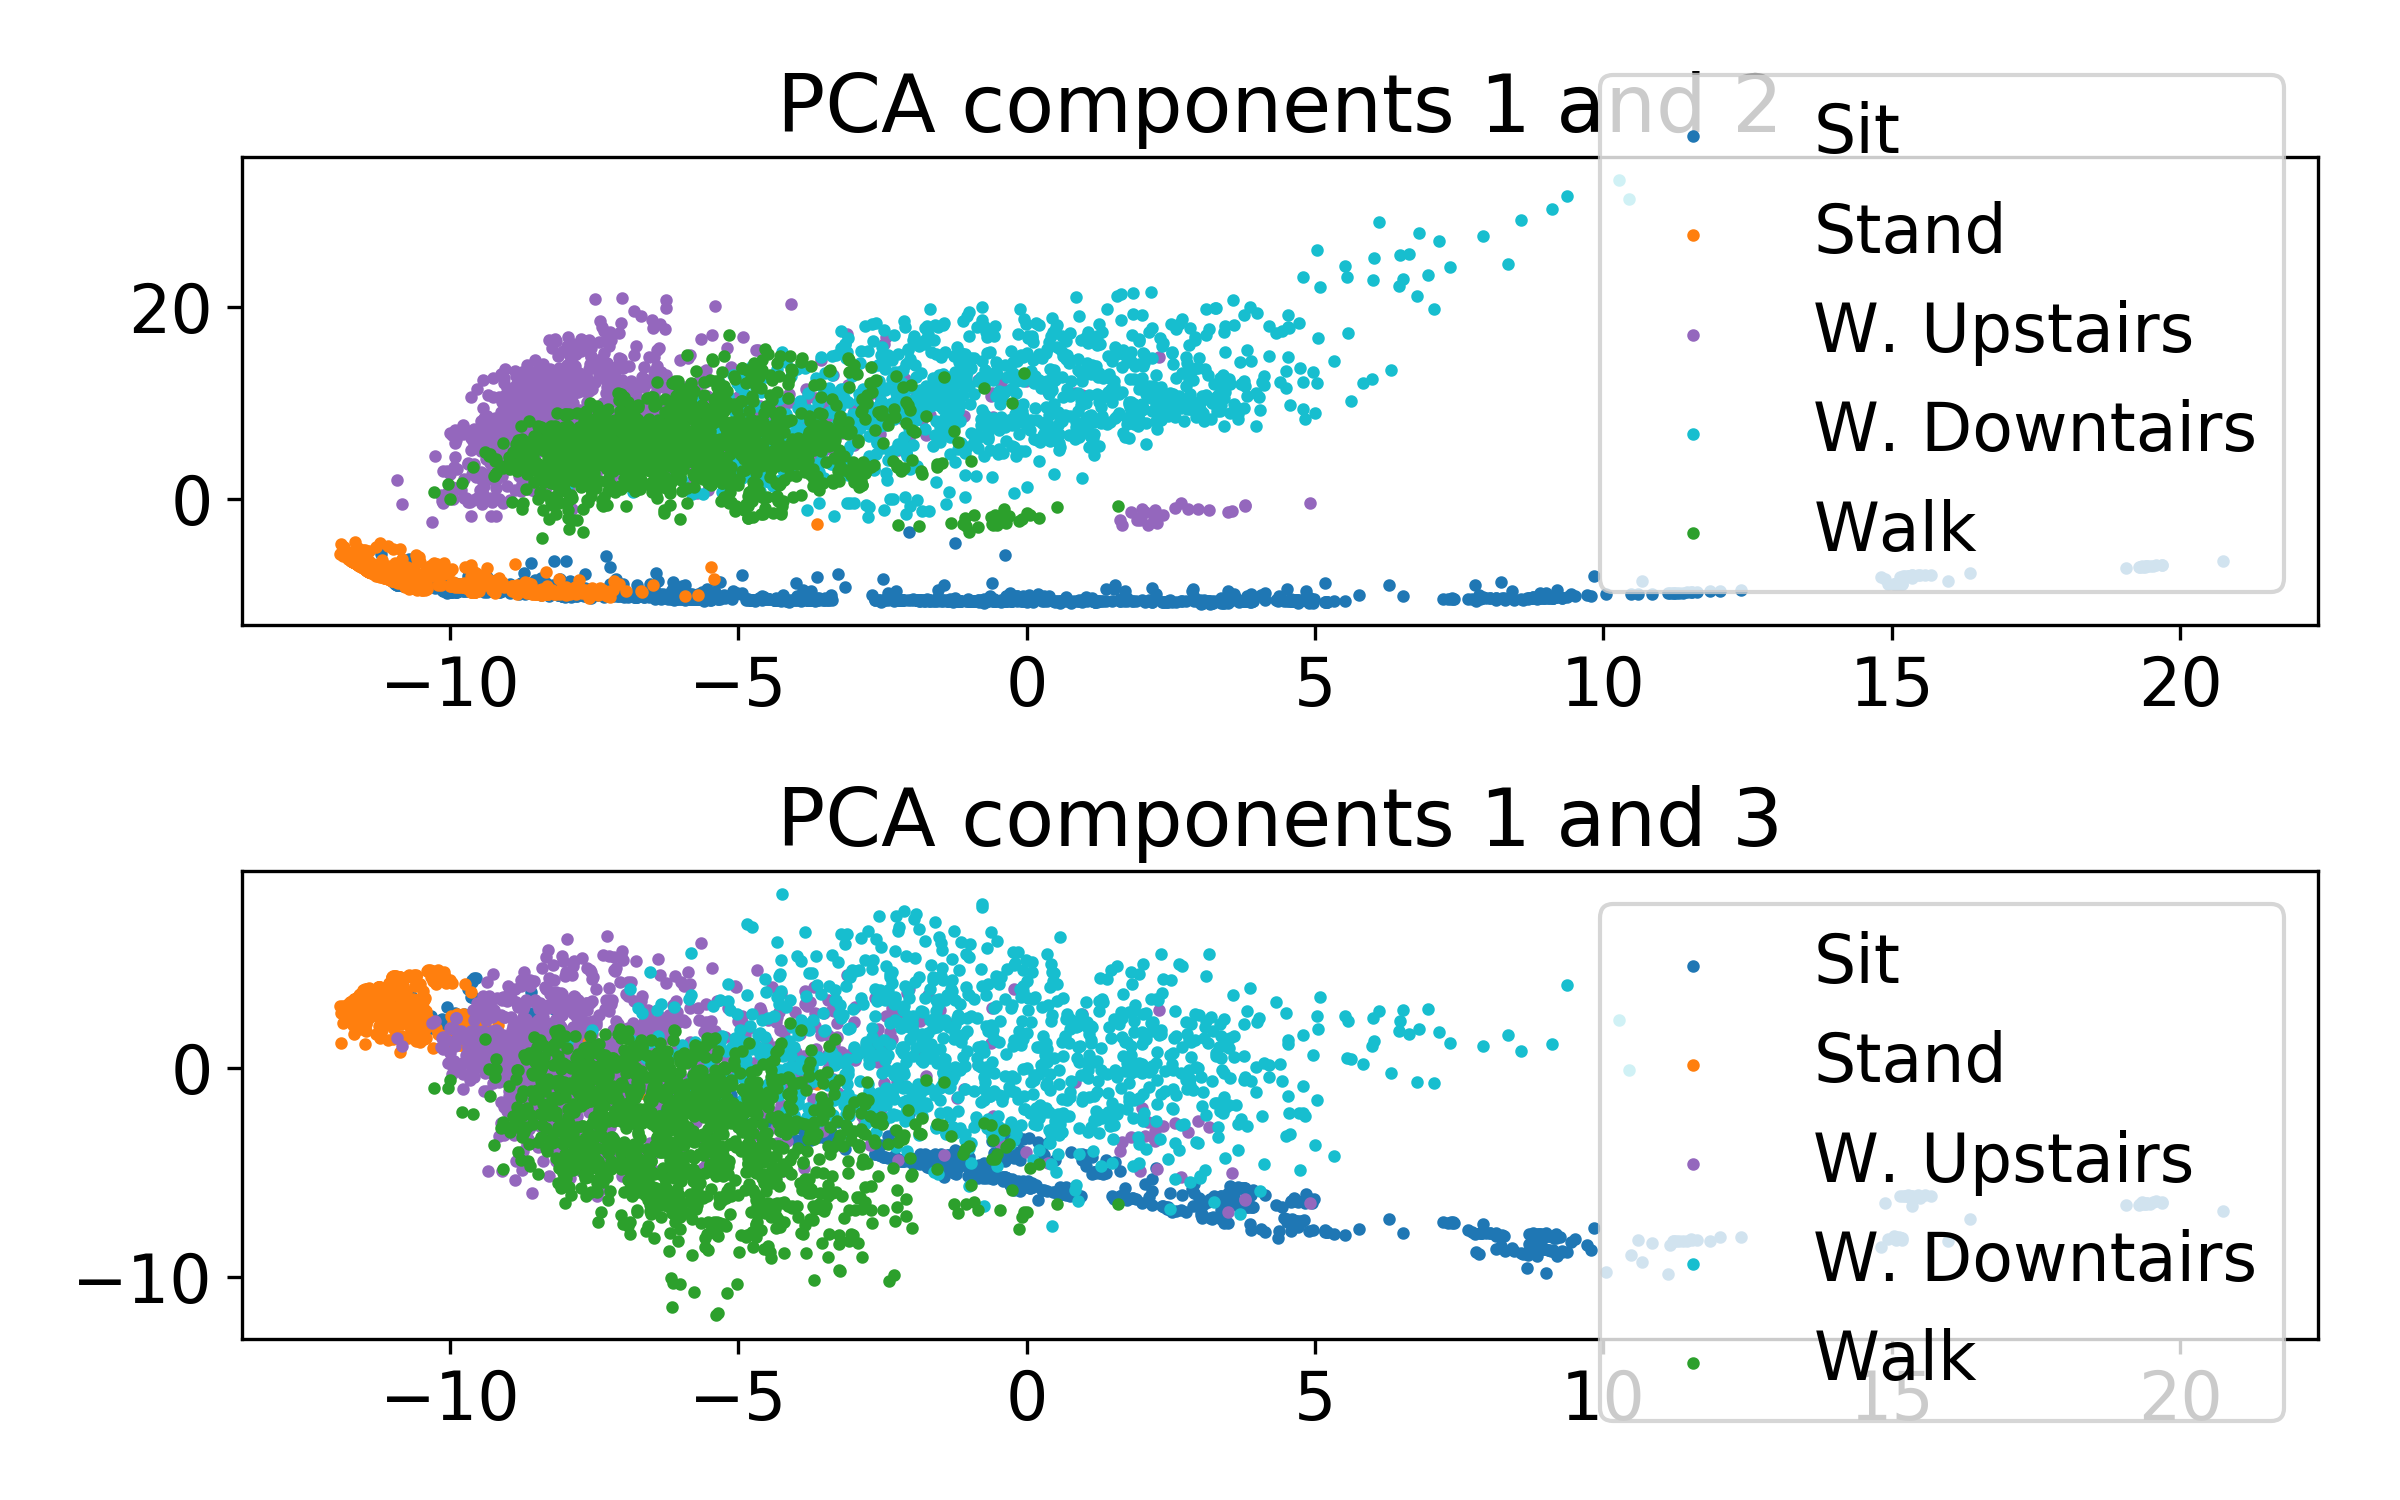 PCA components 1 and 2
Sit
Stand
W. Upstairs
W. Downtairs
Walk
20
0
−10 −5 0 5 10 15 20
PCA components 1 and 3
Sit
Stand
W. Upstairs
W. Downtairs
Walk
0
−10
−10 −5 0 5 10 15 20